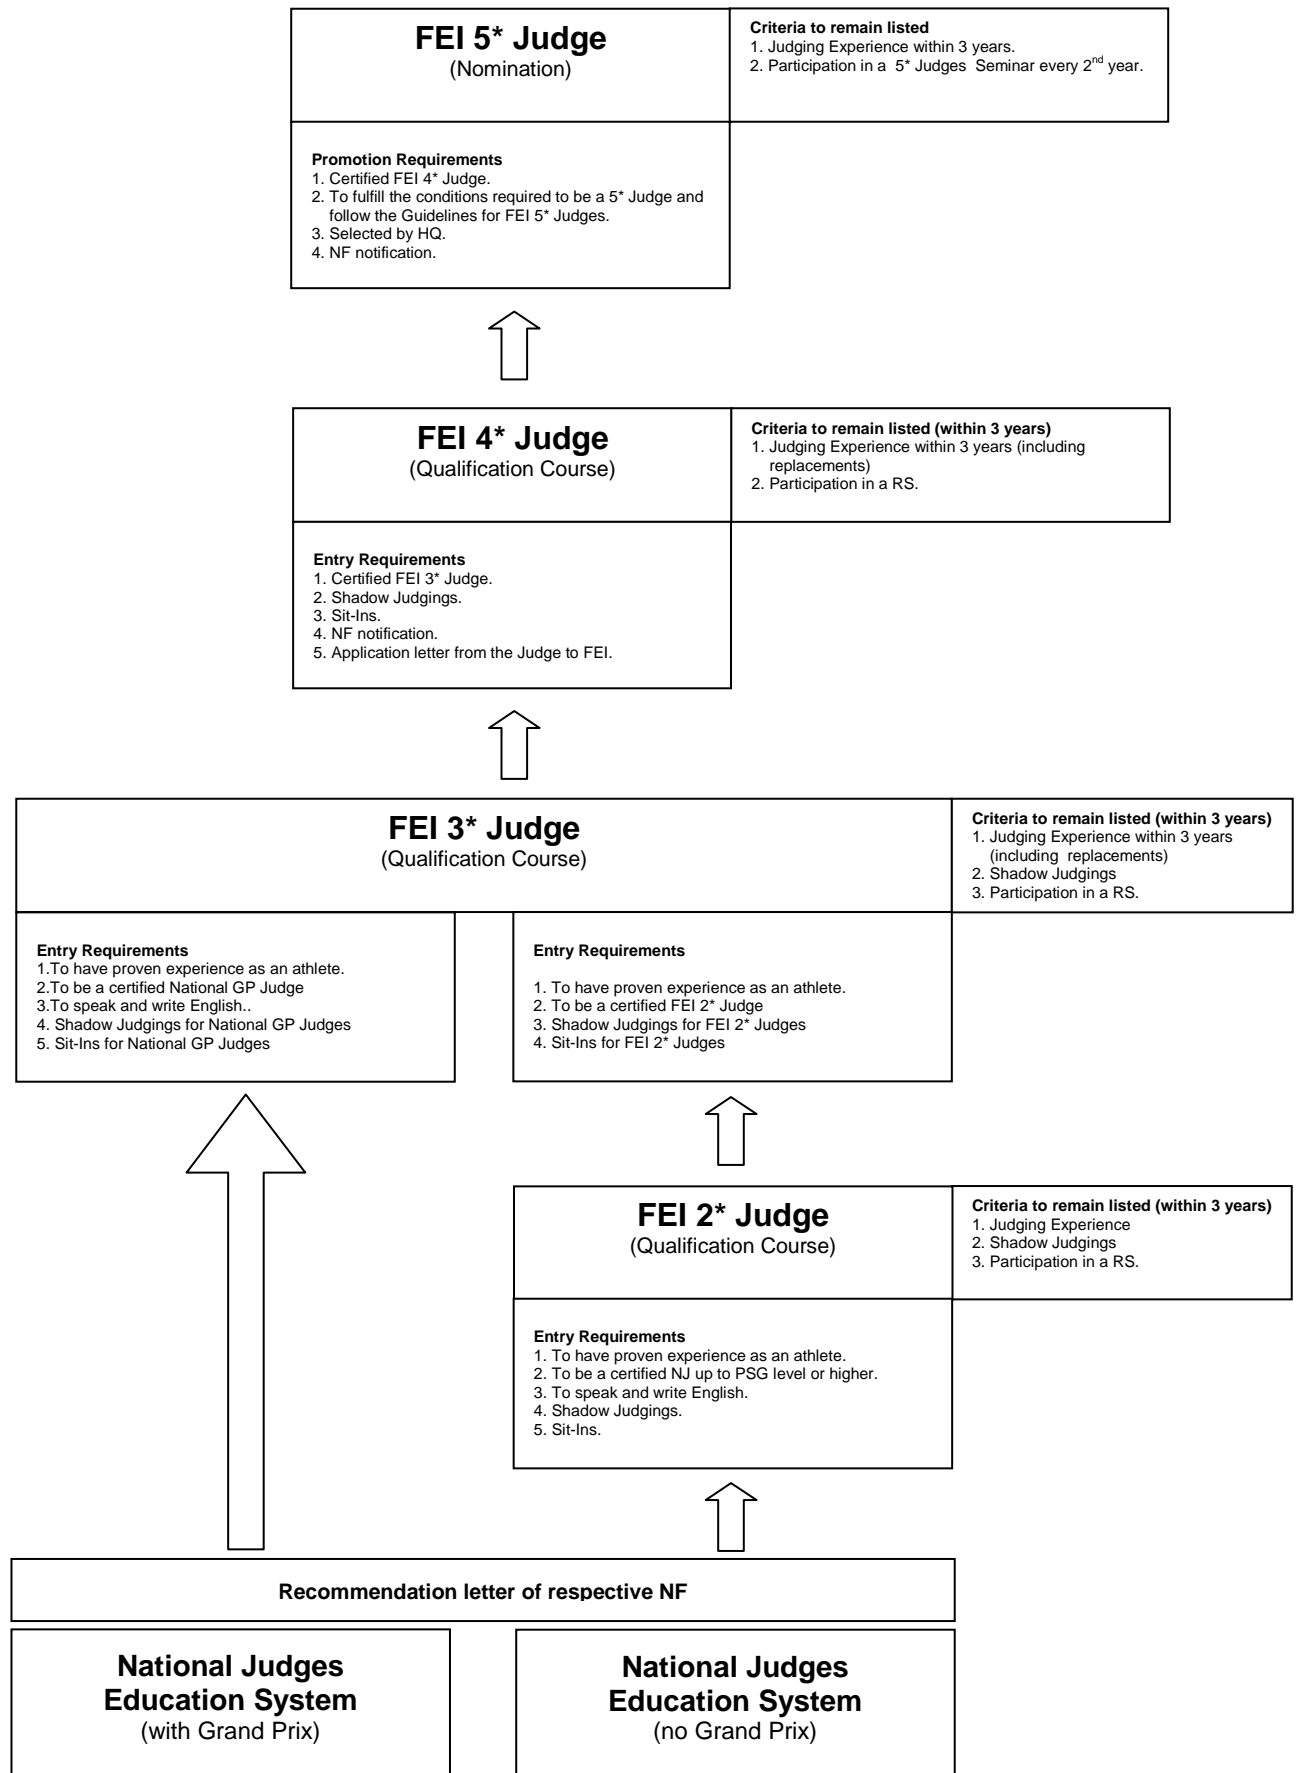 FEI 5* Judge
(Nomination)
Criteria to remain listed
1. Judging Experience within 3 years.
2. Participation in a 5* Judges Seminar every 2nd year.
Promotion Requirements
1. Certified FEI 4* Judge.
2. To fulfill the conditions required to be a 5* Judge and
follow the Guidelines for FEI 5* Judges.
3. Selected by HQ.
4. NF notification.
FEI 4* Judge
(Qualification Course)
Criteria to remain listed (within 3 years)
1. Judging Experience within 3 years (including
replacements)
2. Participation in a RS.
Entry Requirements
1. Certified FEI 3* Judge.
2. Shadow Judgings.
3. Sit-Ins.
4. NF notification.
5. Application letter from the Judge to FEI.
FEI 3* Judge
(Qualification Course)
Criteria to remain listed (within 3 years)
1. Judging Experience within 3 years
(including replacements)
2. Shadow Judgings
3. Participation in a RS.
Entry Requirements
1.To have proven experience as an athlete.
2.To be a certified National GP Judge
3.To speak and write English..
4. Shadow Judgings for National GP Judges
5. Sit-Ins for National GP Judges
Entry Requirements
1. To have proven experience as an athlete.
2. To be a certified FEI 2* Judge
3. Shadow Judgings for FEI 2* Judges
4. Sit-Ins for FEI 2* Judges
FEI 2* Judge
(Qualification Course)
Criteria to remain listed (within 3 years)
1. Judging Experience
2. Shadow Judgings
3. Participation in a RS.
Entry Requirements
1. To have proven experience as an athlete.
2. To be a certified NJ up to PSG level or higher.
3. To speak and write English.
4. Shadow Judgings.
5. Sit-Ins.
Recommendation letter of respective NF
National Judges
Education System
(with Grand Prix)
National Judges
Education System
(no Grand Prix)